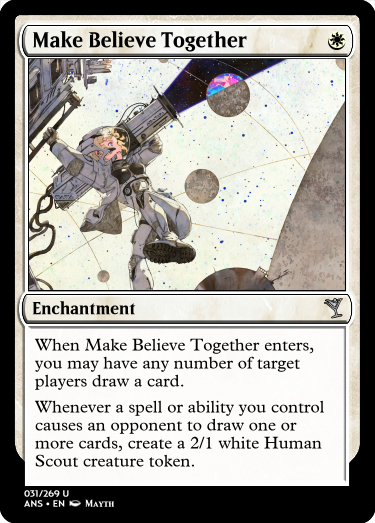 Make Believe Together
Enchantment
When Make Believe Together enters,
you may have any number of target
players draw a card.
Whenever a spell or ability you control
causes an opponent to draw one or
more cards, create a 2/1 white Human
Scout creature token.
031/269 U
ANS • EN Mayth